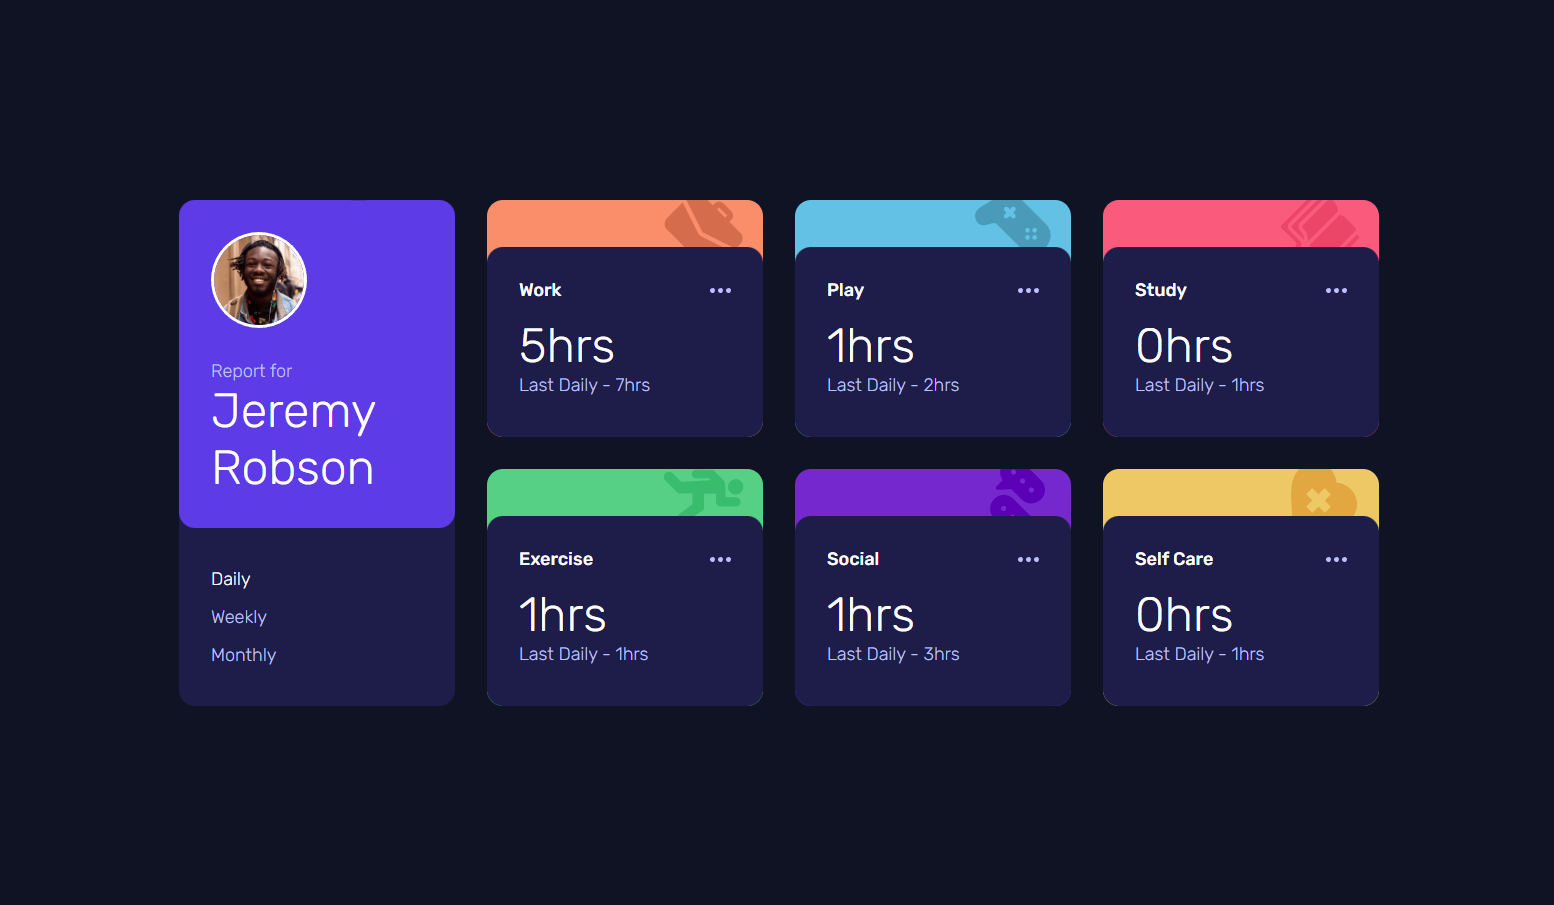 Report for
Jeremy
Robson
Daily
Weekly
Monthly
Work
5hrs
Last Daily - 7hrs
Play
1hrs
Last Daily - 2hrs
Study
0hrs
Last Daily - 1hrs
Exercise
1hrs
Last Daily - 1hrs
Social
1hrs
Last Daily - 3hrs
Self Care
0hrs
Last Daily - 1hrs